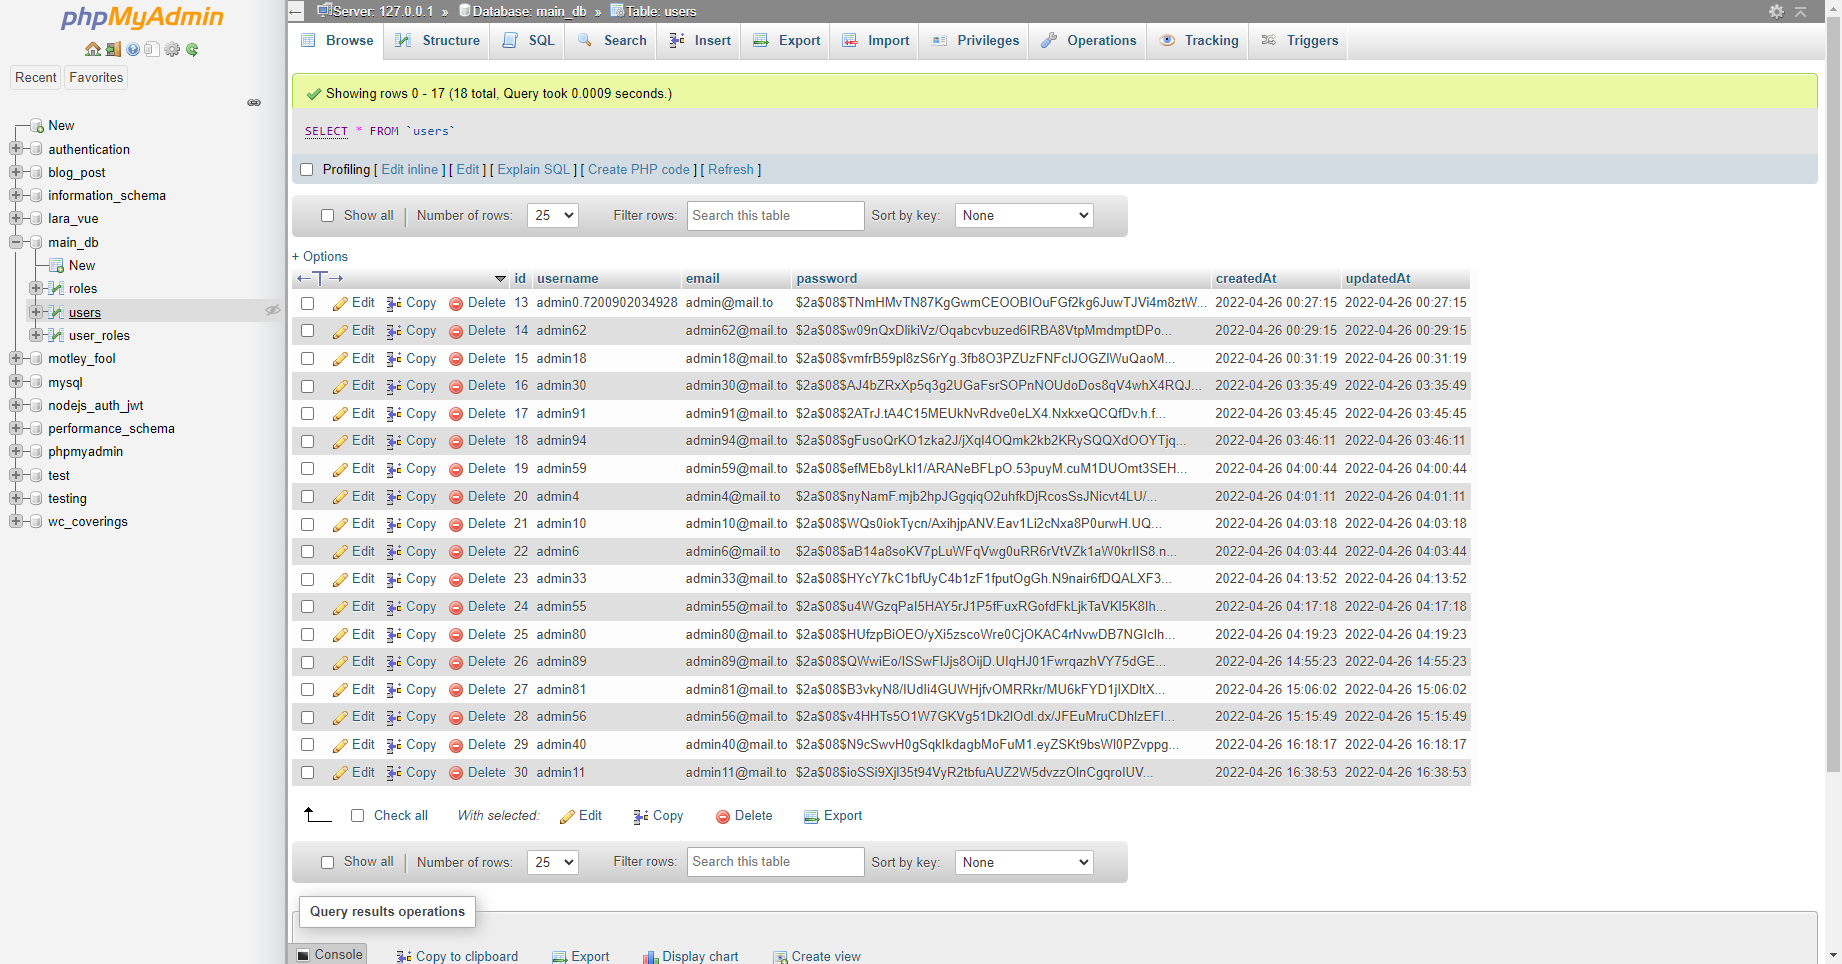 phpMyAdmin
Recent Favorites
New
authentication
blog_post
information_schema
lara_vue
main_db
New
roles
users
user_roles
motley_fool
mysql
nodejs_auth_jwt
performance_schema
phpmyadmin
test
testing
wc_coverings
Server: 127.0.0.1 » Database: main_db » Table: users
Browse Structure SQL Search Insert Export Import Privileges Operations Tracking Triggers
Showing rows 0 - 17 (18 total, Query took 0.0009 seconds.)
SELECT * FROM `users`
Profiling [ Edit inline ] [ Edit ] [ Explain SQL ] [ Create PHP code ] [ Refresh ]
Show all Number of rows: 25 Filter rows: Search this table Sort by key: None
+ Options
←T→ id username email password createdAt updatedAt
Edit Copy Delete 13 admin0.7200902034928 admin@mail.to $2a$08$TNmHMvTN87KgGwmCEOOBIOuFGf2kg6JuwTJVi4m8ztW... 2022-04-26 00:27:15 2022-04-26 00:27:15
Edit Copy Delete 14 admin62 admin62@mail.to $2a$08$w09nQxDlikiVz/Oqabcvbuzed6IRBA8VtpMmdmptDPo... 2022-04-26 00:29:15 2022-04-26 00:29:15
Edit Copy Delete 15 admin18 admin18@mail.to $2a$08$vmfrB59pl8zS6rYg.3fb8O3PZUzFNFclJOGZlWuQaoM... 2022-04-26 00:31:19 2022-04-26 00:31:19
Edit Copy Delete 16 admin30 admin30@mail.to $2a$08$AJ4bZRxXp5q3g2UGaFsrSOPnNOUdoDos8qV4whX4RQJ... 2022-04-26 03:35:49 2022-04-26 03:35:49
Edit Copy Delete 17 admin91 admin91@mail.to $2a$08$2ATrJ.tA4C15MEUkNvRdve0eLX4.NxkxeQCQfDv.h.f... 2022-04-26 03:45:45 2022-04-26 03:45:45
Edit Copy Delete 18 admin94 admin94@mail.to $2a$08$gFusoQrKO1zka2J/jXqI4OQmk2kb2KRySQQXdOOYTjq... 2022-04-26 03:46:11 2022-04-26 03:46:11
Edit Copy Delete 19 admin59 admin59@mail.to $2a$08$efMEb8yLkI1/ARANeBFLpO.53puyM.cuM1DUOmt3SEH... 2022-04-26 04:00:44 2022-04-26 04:00:44
Edit Copy Delete 20 admin4 admin4@mail.to $2a$08$nyNamF.mjb2hpJGgqiqO2uhfkDjRcosSsJNicvt4LU/... 2022-04-26 04:01:11 2022-04-26 04:01:11
Edit Copy Delete 21 admin10 admin10@mail.to $2a$08$WQs0iokTycn/AxihjpANV.Eav1Li2cNxa8P0urwH.UQ... 2022-04-26 04:03:18 2022-04-26 04:03:18
Edit Copy Delete 22 admin6 admin6@mail.to $2a$08$aB14a8soKV7pLuWFqVwg0uRR6rVtVZk1aW0krIIS8.n... 2022-04-26 04:03:44 2022-04-26 04:03:44
Edit Copy Delete 23 admin33 admin33@mail.to $2a$08$HYcY7kC1bfUyC4b1zF1fputOgGh.N9nair6fDQALXF3... 2022-04-26 04:13:52 2022-04-26 04:13:52
Edit Copy Delete 24 admin55 admin55@mail.to $2a$08$u4WGzqPaI5HAY5rJ1P5fFuxRGofdFkLjkTaVKl5K8Ih... 2022-04-26 04:17:18 2022-04-26 04:17:18
Edit Copy Delete 25 admin80 admin80@mail.to $2a$08$HUfzpBiOEO/yXi5zscoWre0CjOKAC4rNvwDB7NGIclh... 2022-04-26 04:19:23 2022-04-26 04:19:23
Edit Copy Delete 26 admin89 admin89@mail.to $2a$08$QWwiEo/ISSwFIJjs8OijD.UIqHJ01FwrqazhVY75dGE... 2022-04-26 14:55:23 2022-04-26 14:55:23
Edit Copy Delete 27 admin81 admin81@mail.to $2a$08$B3vkyN8/IUdIi4GUWHjfvOMRRkr/MU6kFYD1jIXDltX... 2022-04-26 15:06:02 2022-04-26 15:06:02
Edit Copy Delete 28 admin56 admin56@mail.to $2a$08$v4HHTs5O1W7GKVg51Dk2IOdl.dx/JFEuMruCDhlzEFI... 2022-04-26 15:15:49 2022-04-26 15:15:49
Edit Copy Delete 29 admin40 admin40@mail.to $2a$08$N9cSwvH0gSqkIkdagbMoFuM1.eyZSKt9bsWl0PZvppg... 2022-04-26 16:18:17 2022-04-26 16:18:17
Edit Copy Delete 30 admin11 admin11@mail.to $2a$08$ioSSi9Xjl35t94VyR2tbfuAUZ2W5dvzzOlnCgqroIUV... 2022-04-26 16:38:53 2022-04-26 16:38:53
Check all With selected: Edit Copy Delete Export
Show all Number of rows: 25 Filter rows: Search this table Sort by key: None
Query results operations
Console Copy to clipboard Export Display chart Create view